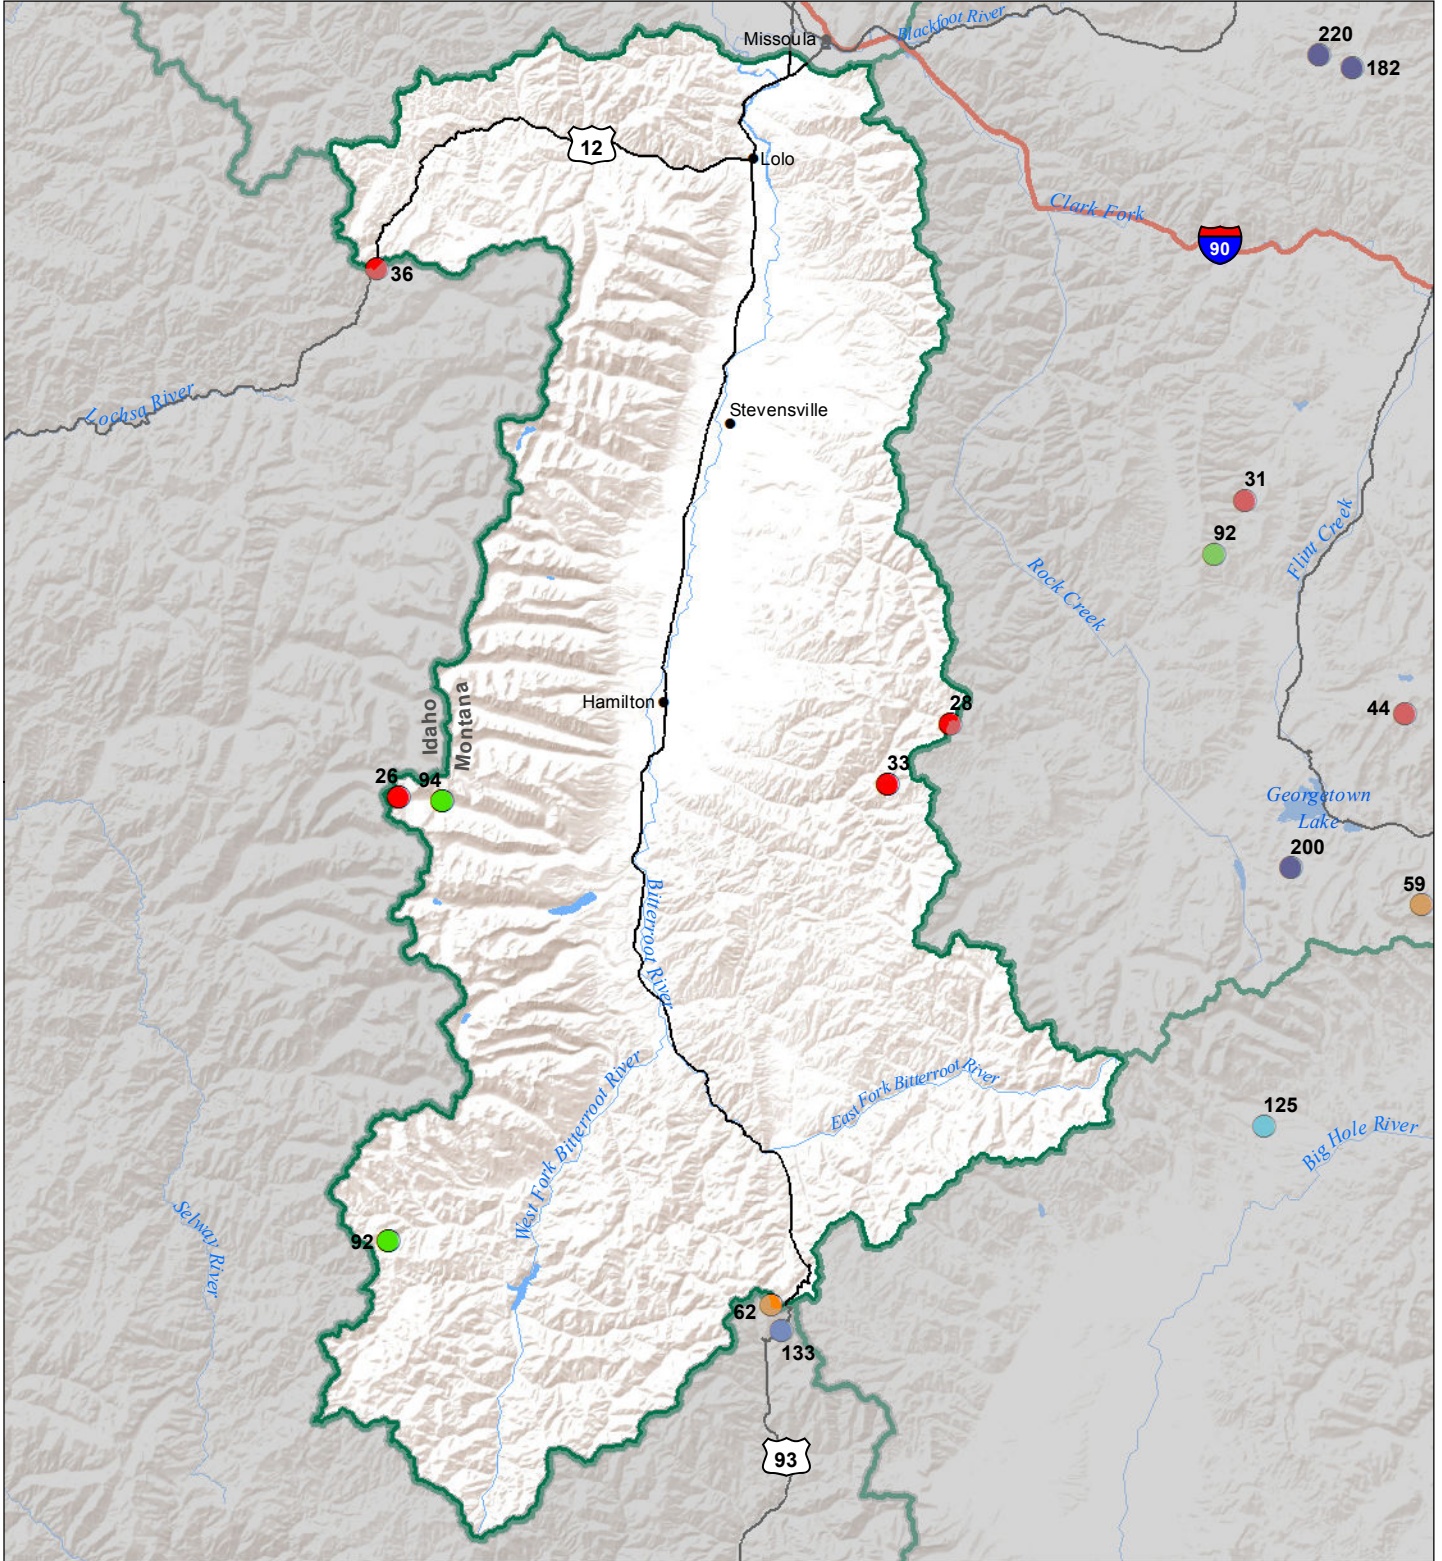 Missoula
Blackfoot River
220
182
12
Lolo
Clark Fork
90
36
Lochsa River
Stevensville
31
92
Flint Creek
Rock Creek
Idaho
Montana
Hamilton
28
44
26
94
33
Georgetown
Lake
200
59
Bitterroot River
West Fork Bitterroot River
East Fork Bitterroot River
125
Big Hole River
Selway River
92
62
133
93